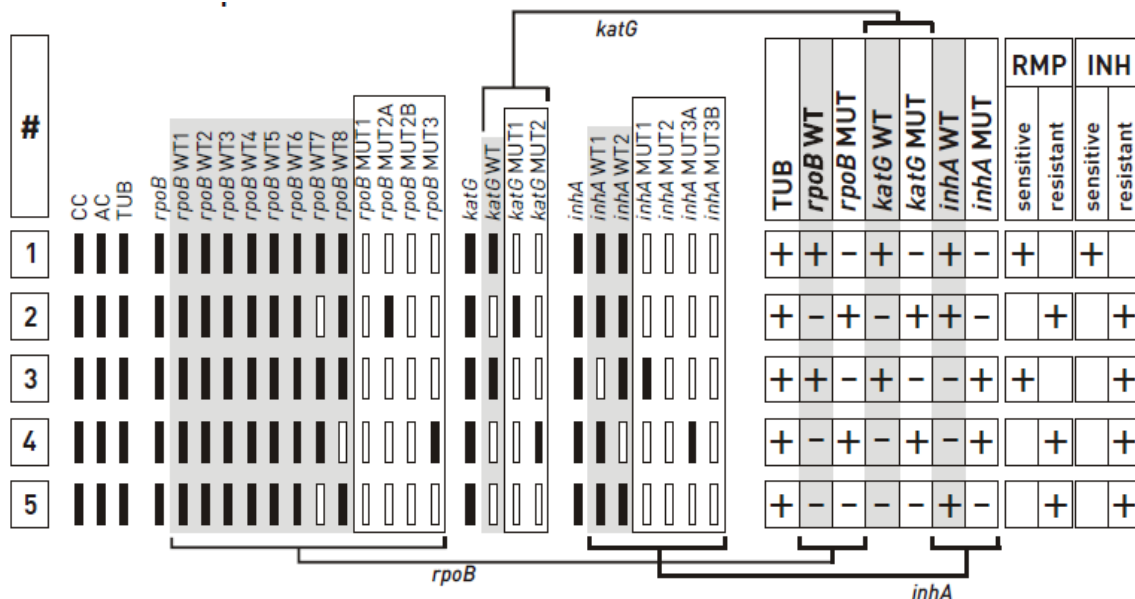 katG
#
CC AC TUB rpoB rpoB WT1 rpoB WT2 rpoB WT3 rpoB WT4 rpoB WT5 rpoB WT6 rpoB WT7 rpoB WT8 rpoB MUT1 rpoB MUT2A rpoB MUT2B rpoB MUT3 katG katG WT katG MUT1 katG MUT2 inhA inhA WT1 inhA WT2 inhA MUT1 inhA MUT2 inhA MUT3A inhA MUT3B
TUB rpoB WT rpoB MUT katG WT katG MUT inhA WT inhA MUT
RMP INH
sensitive resistant sensitive resistant
1 + + − + − + − + +
2 + − + − + + − + +
3 + + − + − − + + +
4 + − + − + − + + +
5 + − − − − + − + +
rpoB
inhA